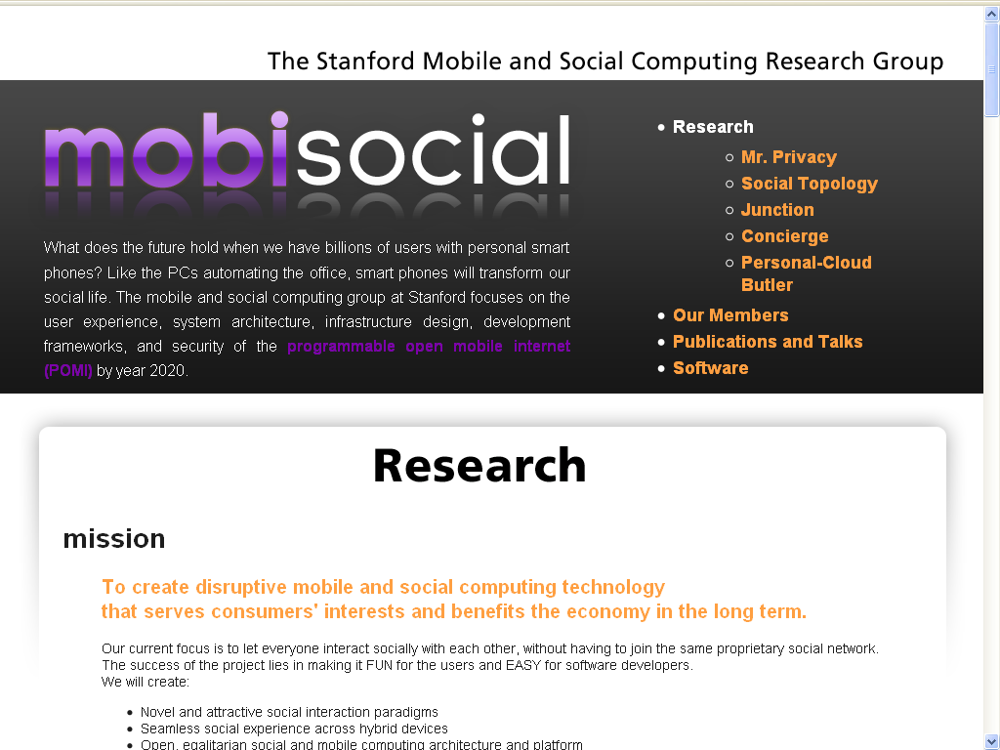 The Stanford Mobile and Social Computing Research Group
mobisocial
What does the future hold when we have billions of users with personal smart
phones? Like the PCs automating the office, smart phones will transform our
social life. The mobile and social computing group at Stanford focuses on the
user experience, system architecture, infrastructure design, development
frameworks, and security of the programmable open mobile internet
(POMI) by year 2020.
Research
Mr. Privacy
Social Topology
Junction
Concierge
Personal-Cloud
Butler
Our Members
Publications and Talks
Software
Research
mission
To create disruptive mobile and social computing technology
that serves consumers' interests and benefits the economy in the long term.
Our current focus is to let everyone interact socially with each other, without having to join the same proprietary social network.
The success of the project lies in making it FUN for the users and EASY for software developers.
We will create:
Novel and attractive social interaction paradigms
Seamless social experience across hybrid devices
Open, egalitarian social and mobile computing architecture and platform